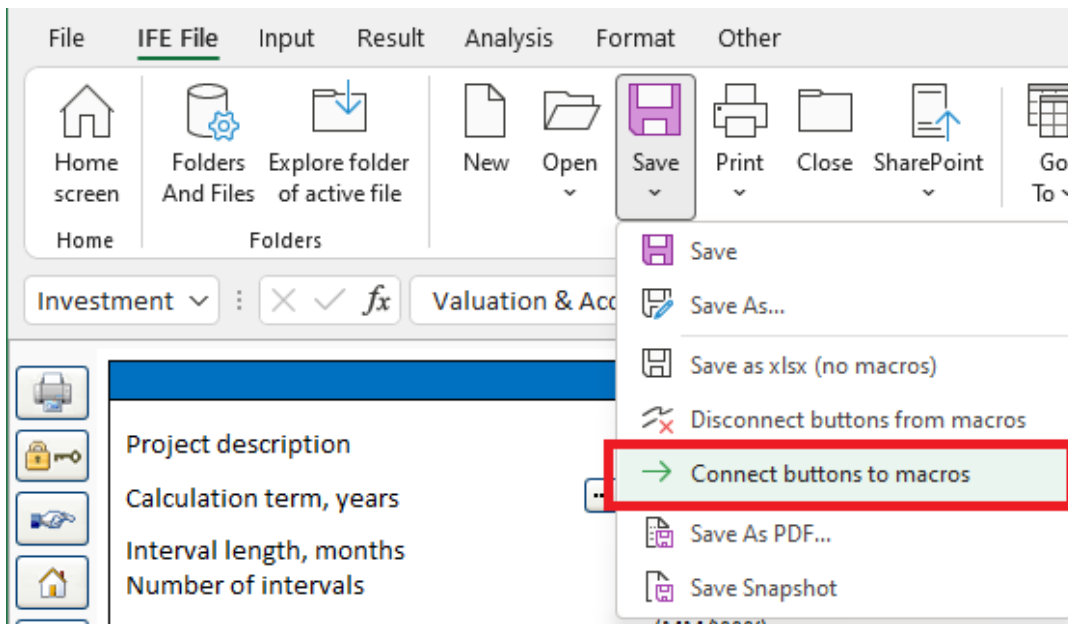 File IFE File Input Result Analysis Format Other
Home screen
Folders And Files
Explore folder of active file
New
Open
Save
Print
Close
SharePoint
Go To
Home
Folders
Investment
fx
Valuation & Acc
Save
Save As...
Save as xlsx (no macros)
Disconnect buttons from macros
Connect buttons to macros
Save As PDF...
Save Snapshot
Project description
Calculation term, years
...
Interval length, months
Number of intervals